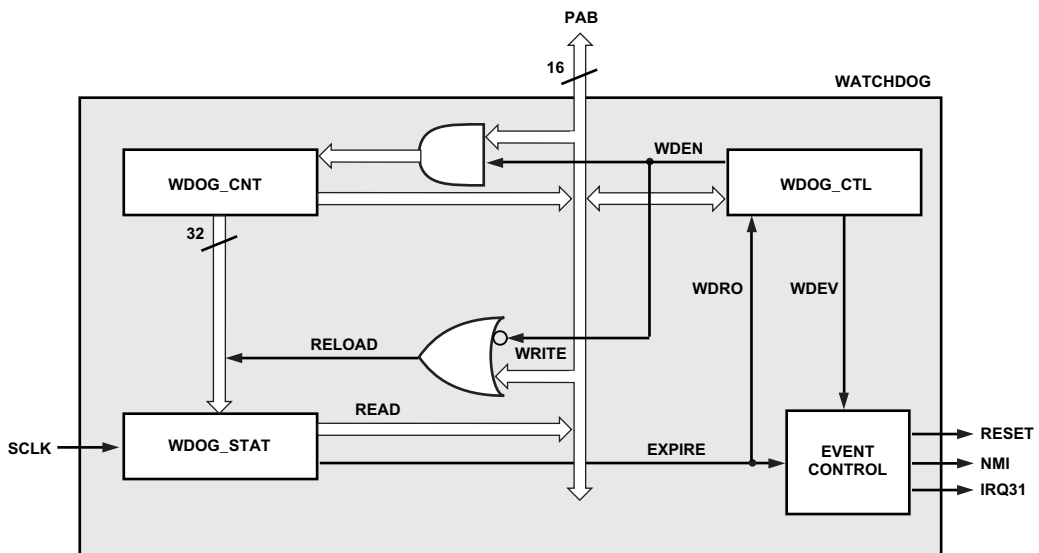 PAB
16
WATCHDOG
WDEN
WDOG_CNT
WDOG_CTL
32
WDRO
WDEV
RELOAD
WRITE
READ
SCLK
WDOG_STAT
EXPIRE
EVENT
CONTROL
RESET
NMI
IRQ31